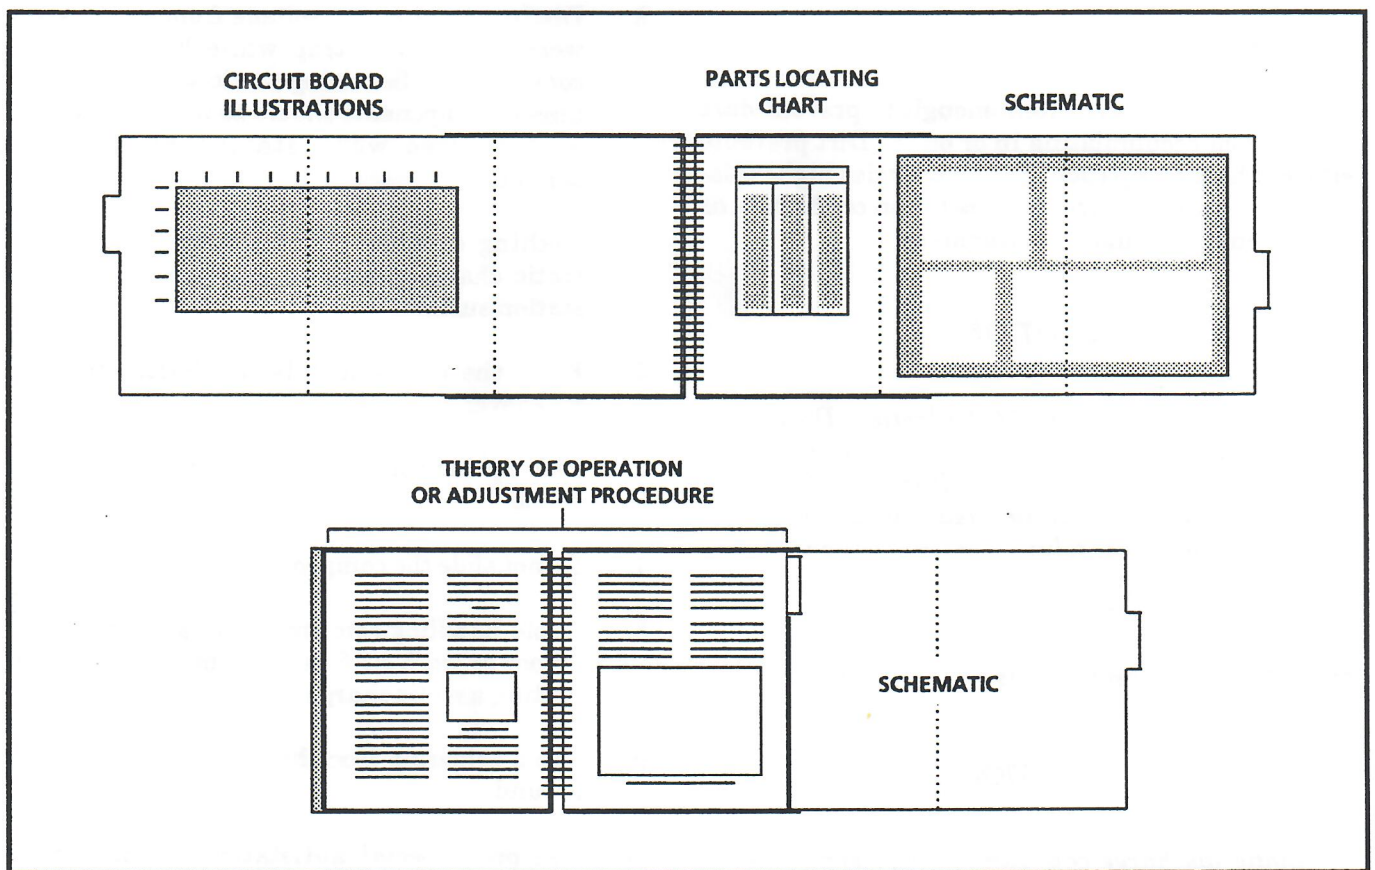 CIRCUIT BOARD
ILLUSTRATIONS
PARTS LOCATING
CHART
SCHEMATIC
THEORY OF OPERATION
OR ADJUSTMENT PROCEDURE
SCHEMATIC